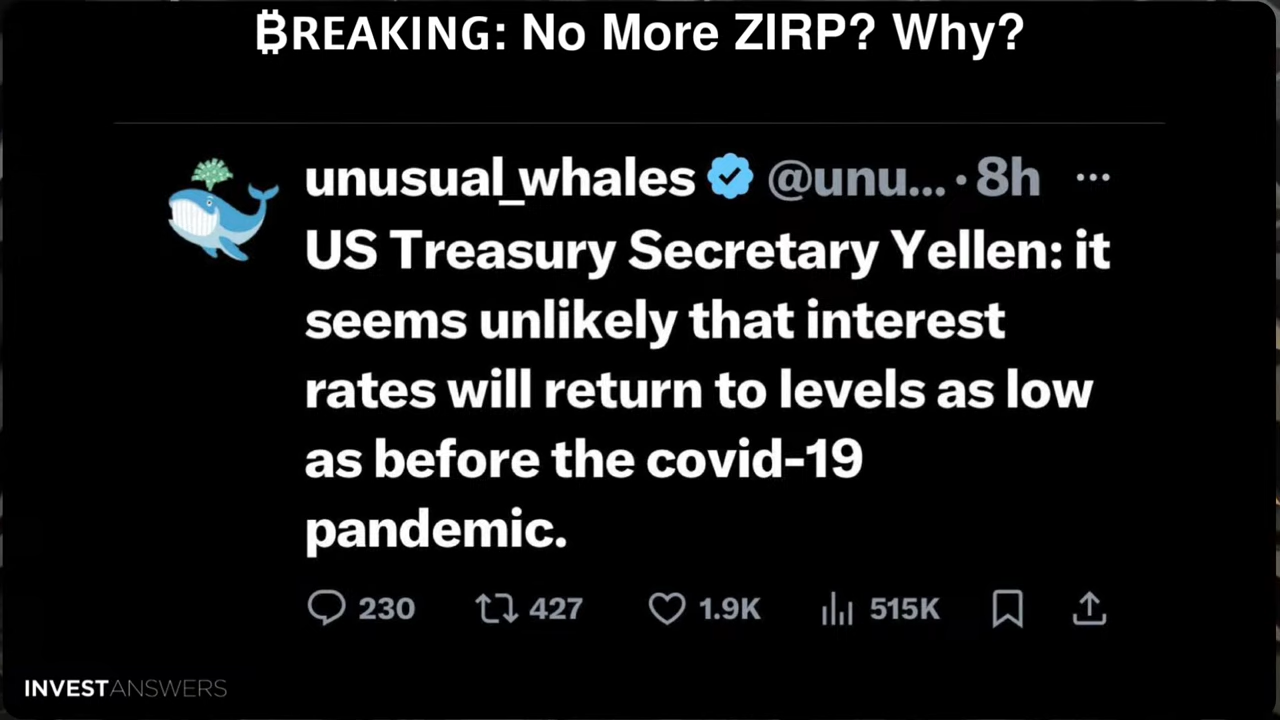 ₿REAKING: No More ZIRP? Why?
unusual_whales @unu... · 8h ...
US Treasury Secretary Yellen: it
seems unlikely that interest
rates will return to levels as low
as before the covid-19
pandemic.
230 427 1.9K 515K
INVESTANSWERS